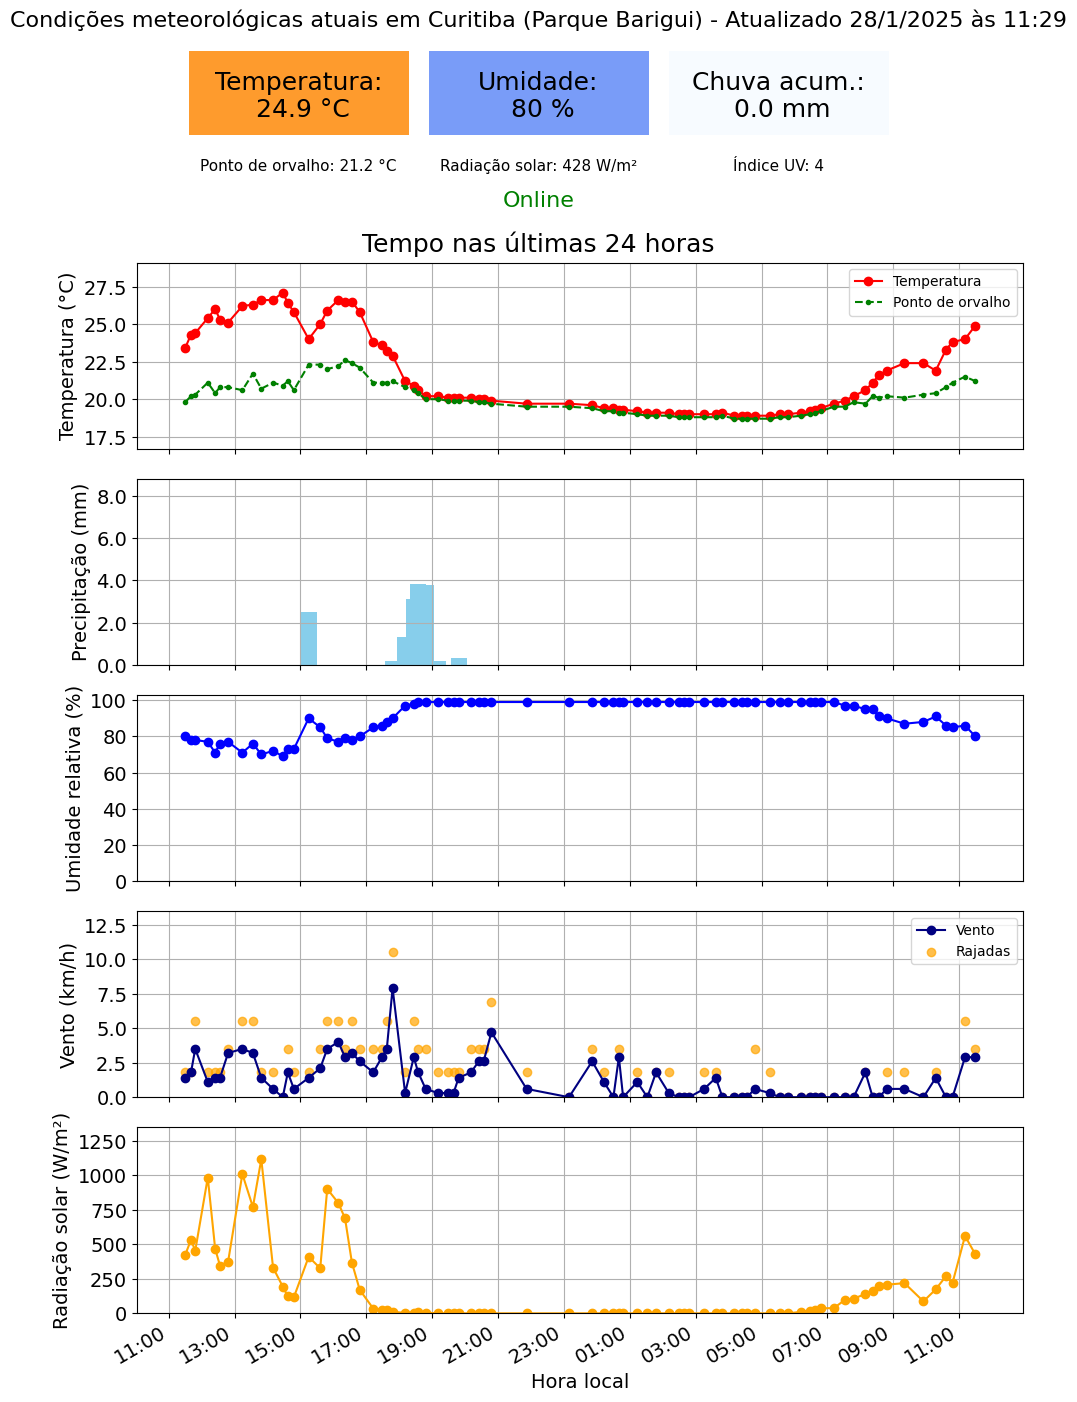 Condições meteorológicas atuais em Curitiba (Parque Barigui) - Atualizado 28/1/2025 às 11:29
Temperatura:
24.9 °C
Umidade:
80 %
Chuva acum.:
0.0 mm
Ponto de orvalho: 21.2 °C
Radiação solar: 428 W/m²
Índice UV: 4
Online
Tempo nas últimas 24 horas
Temperatura (°C)
27.5
25.0
22.5
20.0
17.5
Temperatura
Ponto de orvalho
Precipitação (mm)
8.0
6.0
4.0
2.0
0.0
Umidade relativa (%)
100
80
60
40
20
0
Vento (km/h)
12.5
10.0
7.5
5.0
2.5
0.0
Vento
Rajadas
Radiação solar (W/m²)
1250
1000
750
500
250
0
11:00
13:00
15:00
17:00
19:00
21:00
23:00
01:00
03:00
05:00
07:00
09:00
11:00
Hora local